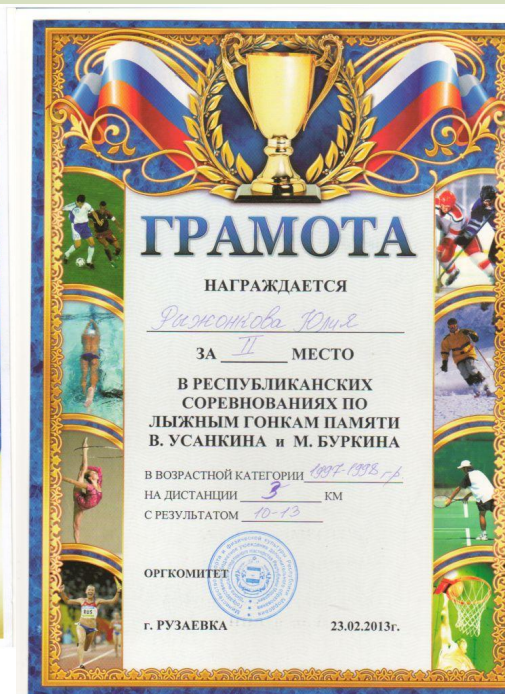 ГРАМОТА
НАГРАЖДАЕТСЯ
Рыжонкова Юлия
ЗА II МЕСТО
В РЕСПУБЛИКАНСКИХ
СОРЕВНОВАНИЯХ ПО
ЛЫЖНЫМ ГОНКАМ ПАМЯТИ
В. УСАНКИНА и М. БУРКИНА
В ВОЗРАСТНОЙ КАТЕГОРИИ 1997-1998 г.р.
НА ДИСТАНЦИИ 3 КМ
С РЕЗУЛЬТАТОМ 10-13
ОРГКОМИТЕТ
г. РУЗАЕВКА 23.02.2013г.